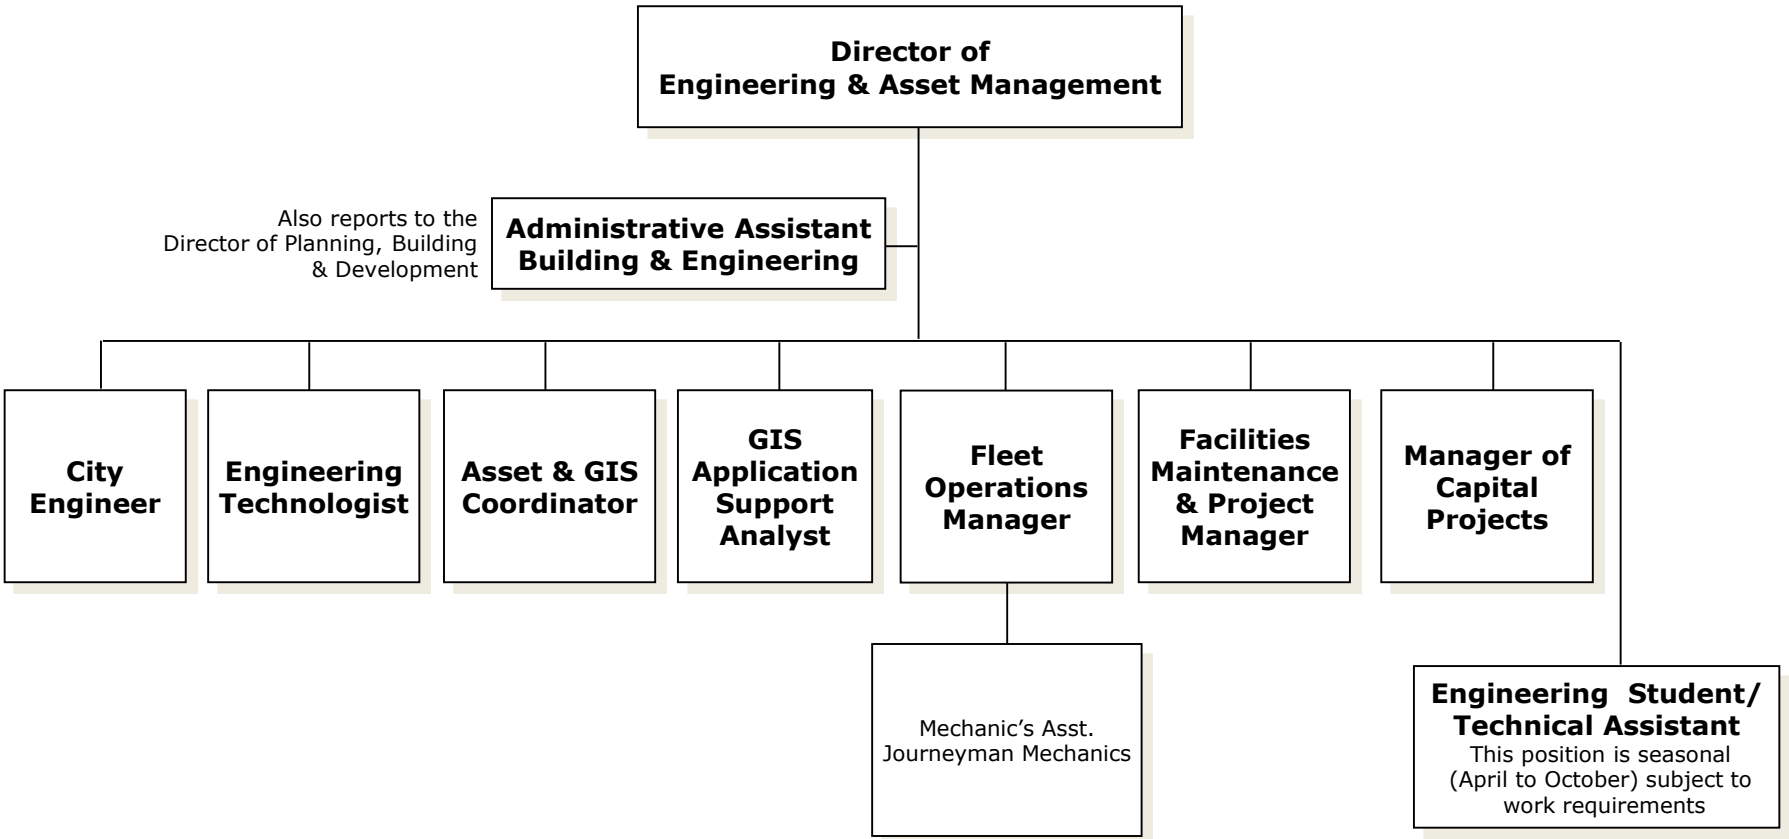 Director of
Engineering & Asset Management
Also reports to the
Director of Planning, Building
& Development
Administrative Assistant
Building & Engineering
City
Engineer
Engineering
Technologist
Asset & GIS
Coordinator
GIS
Application
Support
Analyst
Fleet
Operations
Manager
Facilities
Maintenance
& Project
Manager
Manager of
Capital
Projects
Mechanic’s Asst.
Journeyman Mechanics
Engineering  Student/
Technical Assistant
This position is seasonal
(April to October) subject to
work requirements